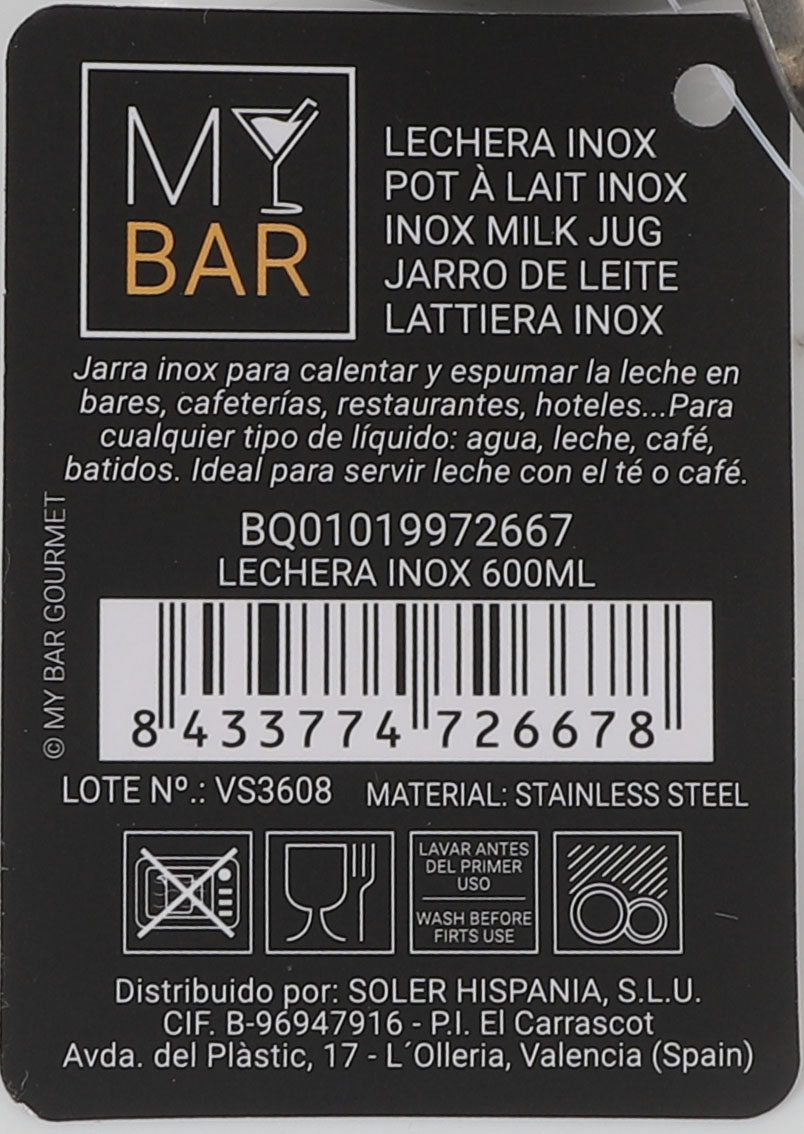 MY
BAR
LECHERA INOX
POT À LAIT INOX
INOX MILK JUG
JARRO DE LEITE
LATTIERA INOX
Jarra inox para calentar y espumar la leche en
bares, cafeterías, restaurantes, hoteles...Para
cualquier tipo de líquido: agua, leche, café,
batidos. Ideal para servir leche con el té o café.
© MY BAR GOURMET
BQ01019972667
LECHERA INOX 600ML
8 433774 726678
LOTE Nº.: VS3608 MATERIAL: STAINLESS STEEL
LAVAR ANTES
DEL PRIMER
USO
WASH BEFORE
FIRTS USE
Distribuido por: SOLER HISPANIA, S.L.U.
CIF. B-96947916 - P.I. El Carrascot
Avda. del Plàstic, 17 - L´Olleria, Valencia (Spain)